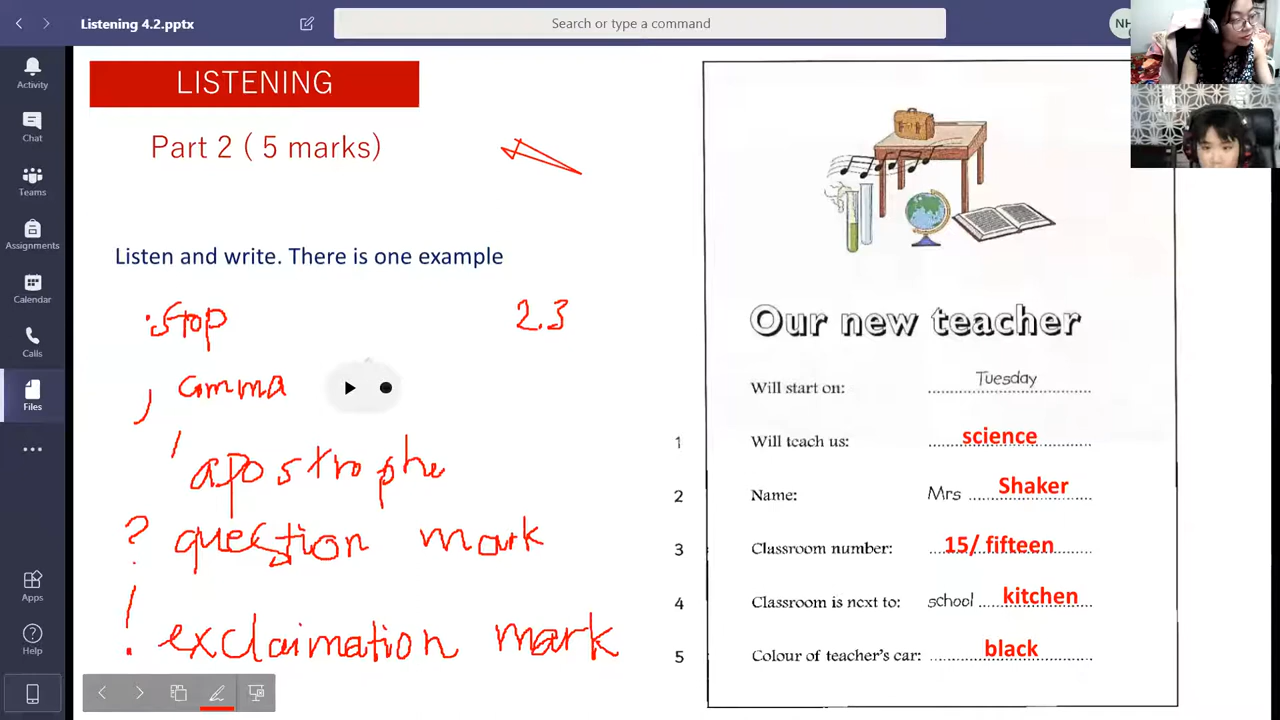 Listening 4.2.pptx
Search or type a command
NH
Activity
Chat
Teams
Assignments
Calendar
Calls
Files
Apps
Help
LISTENING
Part 2 ( 5 marks)
Listen and write. There is one example
. stop
2.3
, comma
' apostrophe
? question mark
! exclaimation mark
Our new teacher
Will start on: Tuesday
1 Will teach us: science
2 Name: Mrs Shaker
3 Classroom number: 15/ fifteen
4 Classroom is next to: school kitchen
5 Colour of teacher's car: black